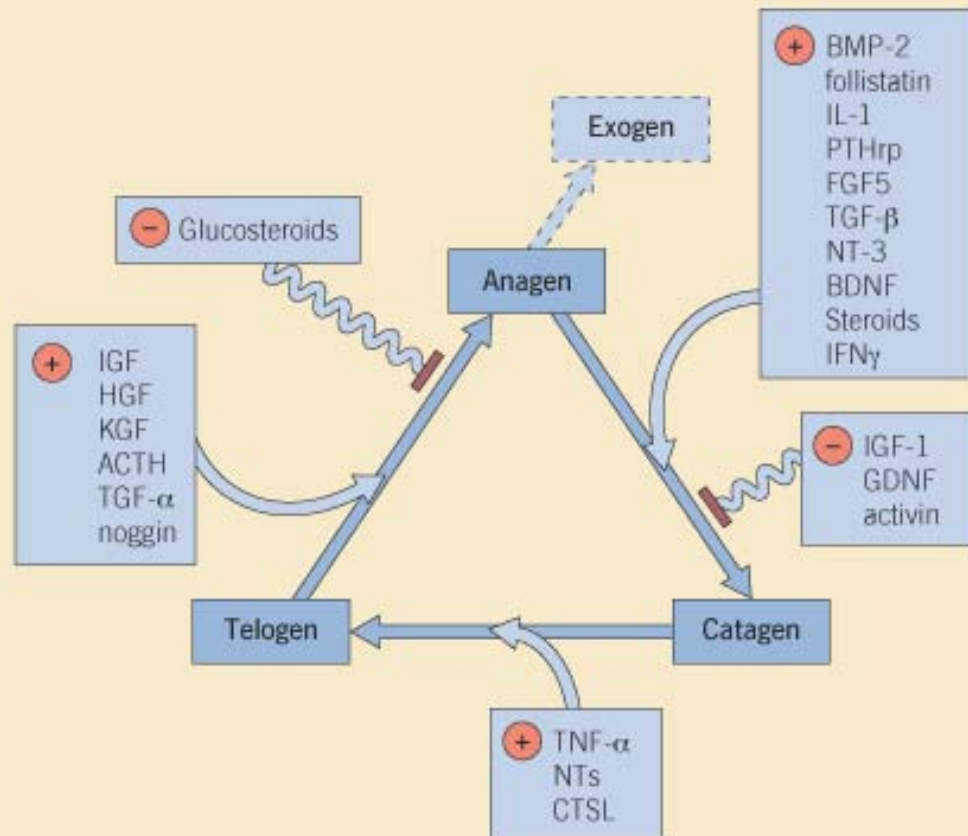 + BMP-2
follistatin
IL-1
PTHrp
FGF5
TGF-β
NT-3
BDNF
Steroids
IFNγ
Exogen
− Glucosteroids
Anagen
+ IGF
HGF
KGF
ACTH
TGF-α
noggin
− IGF-1
GDNF
activin
Telogen
Catagen
+ TNF-α
NTs
CTSL